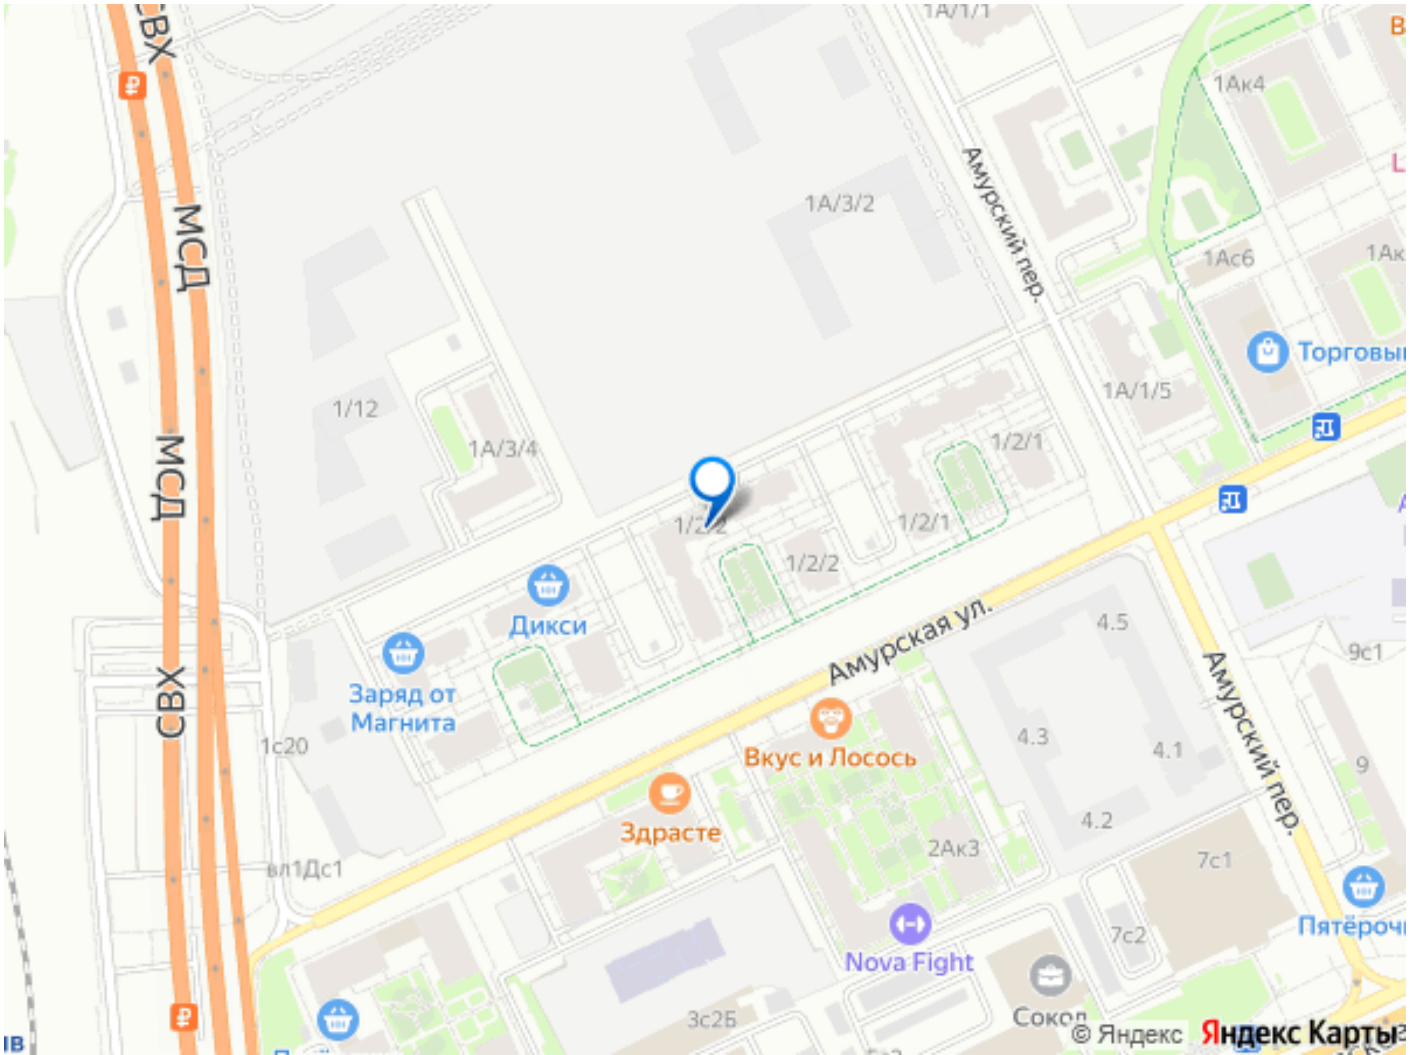 СВХ
1А/1/1
1Ак4
МСД
1А/3/2
Амурский пер.
1Ас6
1Ак
Торговый
1/12
1А/3/4
1А/1/5
МСД
1/2/1
1/2/2
1/2/1
1/2/2
Дикси
4.5
Амурская ул.
9с1
СВХ
Заряд от
Магнита
Амурский пер.
1с20
Вкус и Лосось
4.3
4.1
9
Здрасте
4.2
2Ак3
7с1
вл1Дс1
Пятёрочк
7с2
Nova Fight
3с2Б
Сокол
© Яндекс
Яндекс Карты